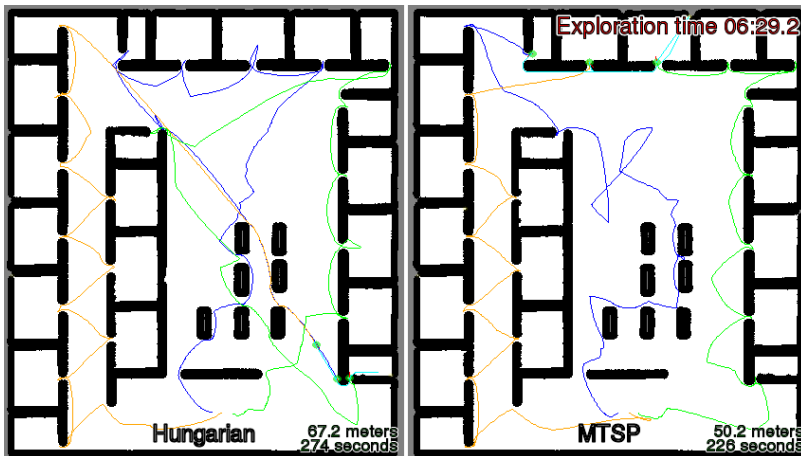 Exploration time 06:29.2
Hungarian
67.2 meters
274 seconds
MTSP
50.2 meters
226 seconds